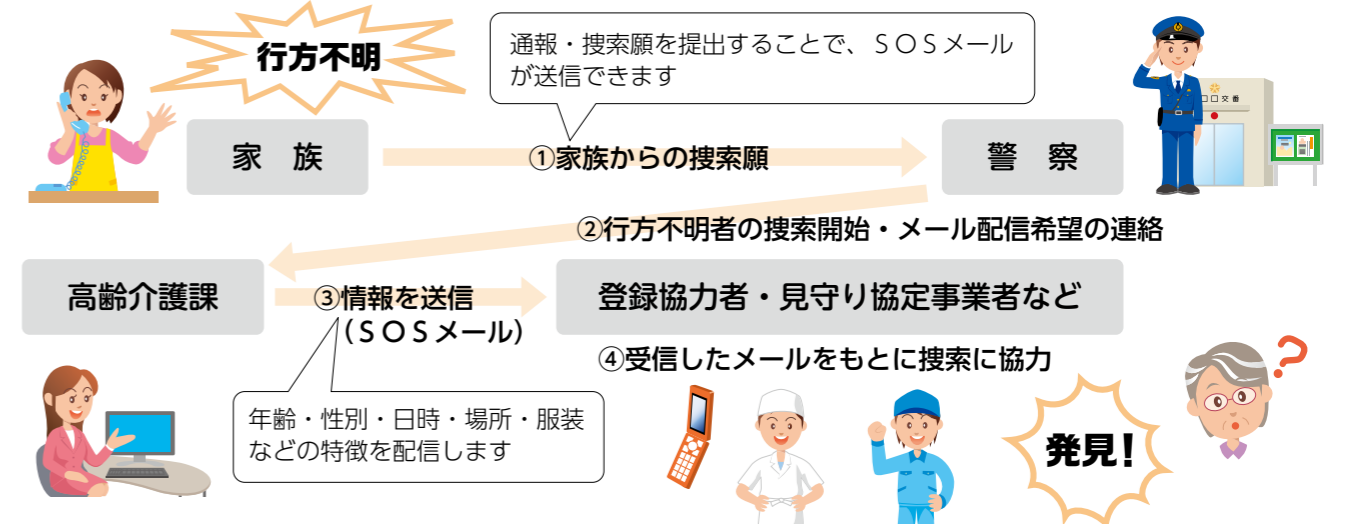 行方不明
通報・捜索願を提出することで、ＳＯＳメール
が送信できます
家　族
①家族からの捜索願
警　察
口口交番
②行方不明者の捜索開始・メール配信希望の連絡
高齢介護課
③情報を送信
（ＳＯＳメール）
登録協力者・見守り協定事業者など
④受信したメールをもとに捜索に協力
年齢・性別・日時・場所・服装
などの特徴を配信します
発見！
？